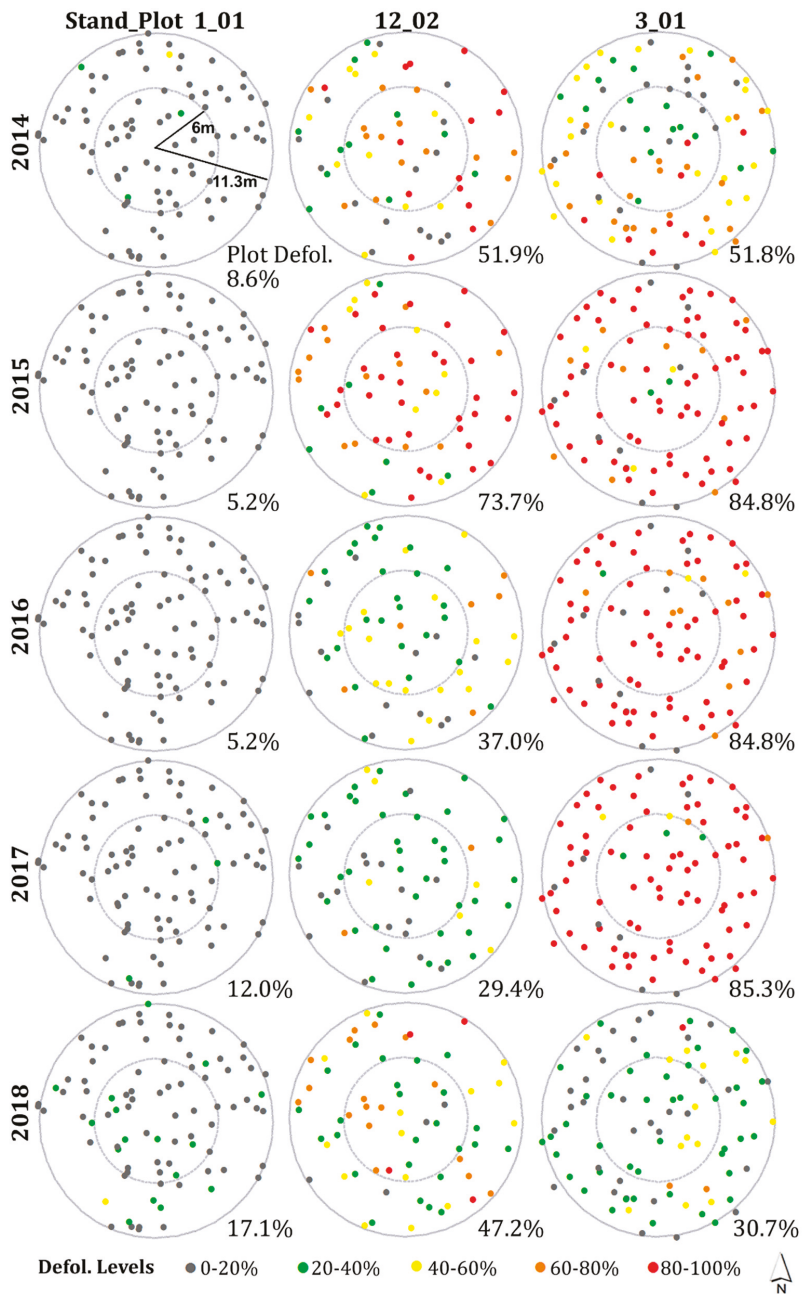 Stand_Plot 1_01 12_02 3_01
2014
6m
11.3m
Plot Defol.
8.6% 51.9% 51.8%
2015
5.2% 73.7% 84.8%
2016
5.2% 37.0% 84.8%
2017
12.0% 29.4% 85.3%
2018
17.1% 47.2% 30.7%
Defol. Levels 0-20% 20-40% 40-60% 60-80% 80-100%
N